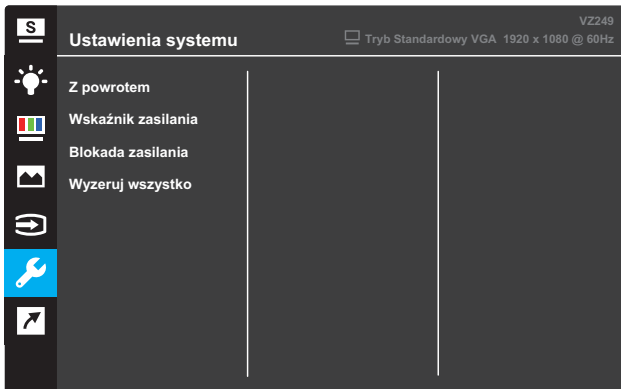 S
VZ249
Ustawienia systemu
Tryb Standardowy VGA 1920 x 1080 @ 60Hz
Z powrotem
Wskaźnik zasilania
Blokada zasilania
Wyzeruj wszystko